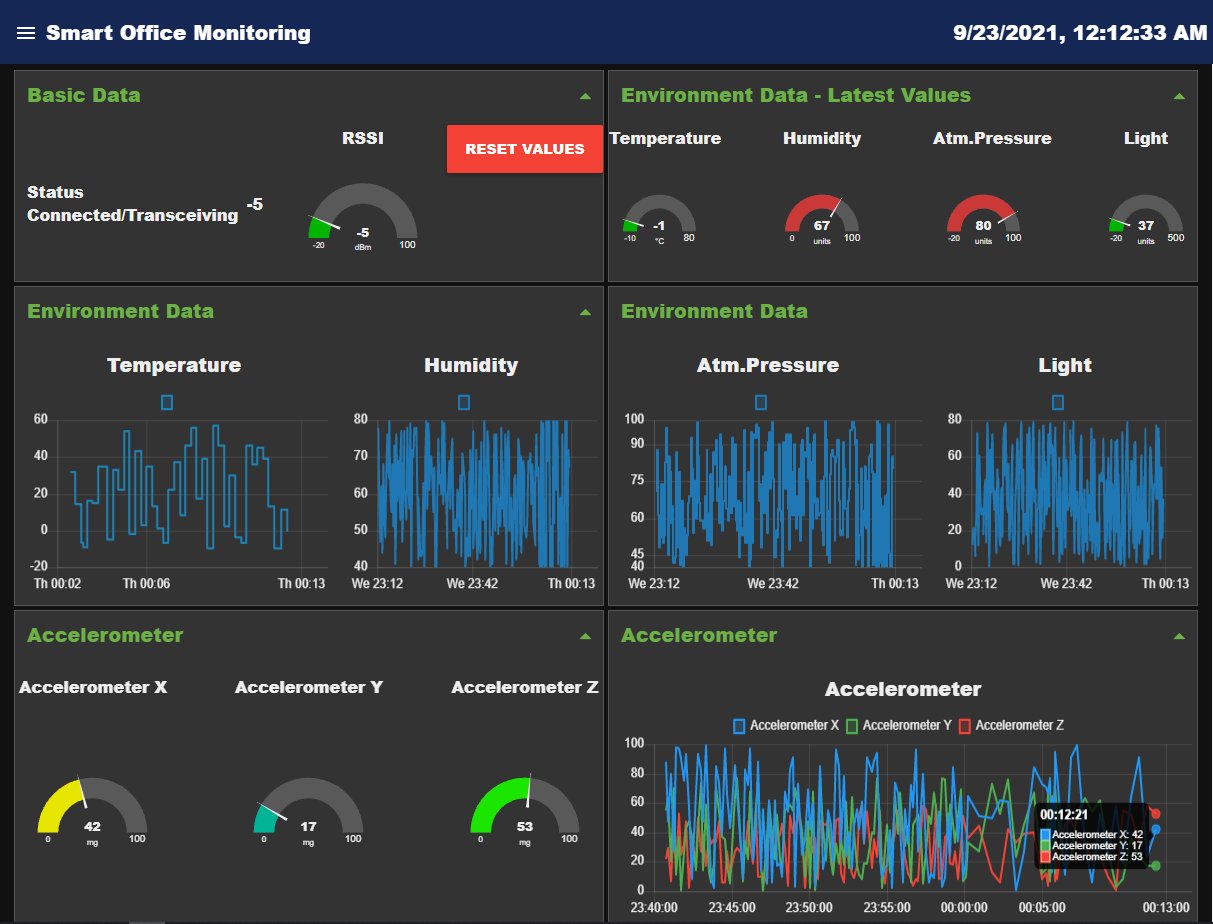 Smart Office Monitoring
9/23/2021, 12:12:33 AM
Basic Data
RSSI
RESET VALUES
Status
Connected/Transceiving
-5
-5
-20
dBm
100
Environment Data - Latest Values
Temperature
Humidity
Atm.Pressure
Light
-1
67
80
37
-10
°C
80
0
units
100
-20
units
100
-20
units
500
Environment Data
Temperature
Humidity
60
40
20
0
-20
Th 00:02
Th 00:06
Th 00:13
80
70
60
50
40
We 23:12
We 23:42
Th 00:13
Environment Data
Atm.Pressure
Light
100
90
75
60
45
40
We 23:12
We 23:42
Th 00:13
80
60
40
20
0
We 23:12
We 23:42
Th 00:13
Accelerometer
Accelerometer X
Accelerometer Y
Accelerometer Z
42
0
mg
100
17
0
mg
100
53
0
mg
100
Accelerometer
Accelerometer
Accelerometer X
Accelerometer Y
Accelerometer Z
100
80
60
40
20
0
00:12:21
Accelerometer X: 42
Accelerometer Y: 17
Accelerometer Z: 53
23:40:00
23:45:00
23:50:00
23:55:00
00:00:00
00:05:00
00:13:00